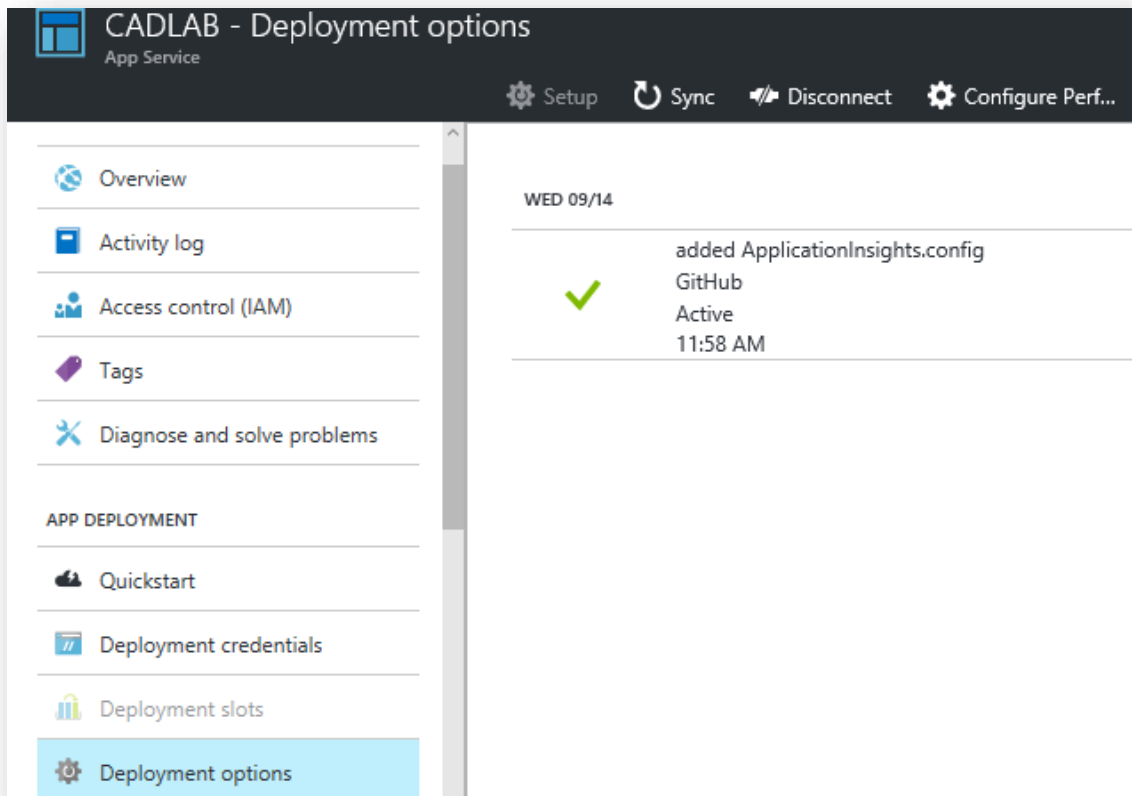 CADLAB - Deployment options
App Service
Setup
Sync
Disconnect
Configure Perf...
Overview
Activity log
Access control (IAM)
Tags
Diagnose and solve problems
APP DEPLOYMENT
Quickstart
Deployment credentials
Deployment slots
Deployment options
WED 09/14
added ApplicationInsights.config
GitHub
Active
11:58 AM